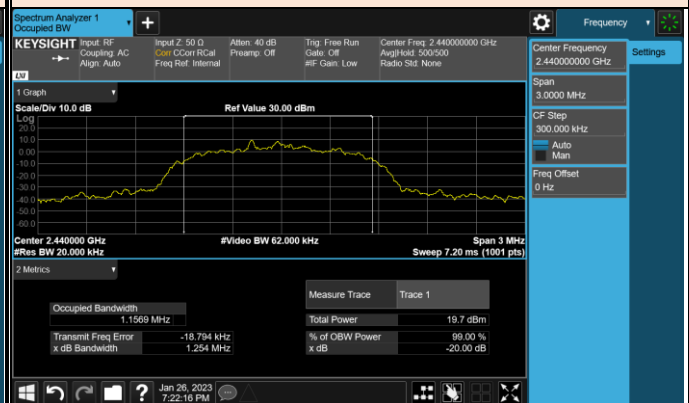 Spectrum Analyzer 1
Occupied BW
+
Frequency
KEYSIGHT
Input: RF
Coupling: AC
Align: Auto
Input Z: 50 Ω
Corr CCorr RCal
Freq Ref: Internal
Atten: 40 dB
Preamp: Off
Trig: Free Run
Gate: Off
#IF Gain: Low
Center Freq: 2.440000000 GHz
Avg|Hold: 500/500
Radio Std: None
LXI
Center Frequency
2.440000000 GHz
Settings
Span
3.0000 MHz
CF Step
300.000 kHz
Auto
Man
Freq Offset
0 Hz
1 Graph
Scale/Div 10.0 dB
Ref Value 30.00 dBm
Log
20.0
10.0
0.00
-10.0
-20.0
-30.0
-40.0
-50.0
-60.0
Center 2.440000 GHz
#Video BW 62.000 kHz
Span 3 MHz
#Res BW 20.000 kHz
Sweep 7.20 ms (1001 pts)
2 Metrics
Measure Trace
Trace 1
Occupied Bandwidth
1.1569 MHz
Total Power
19.7 dBm
Transmit Freq Error
-18.794 kHz
% of OBW Power
99.00 %
x dB Bandwidth
1.254 MHz
x dB
-20.00 dB
?
Jan 26, 2023
7:22:16 PM